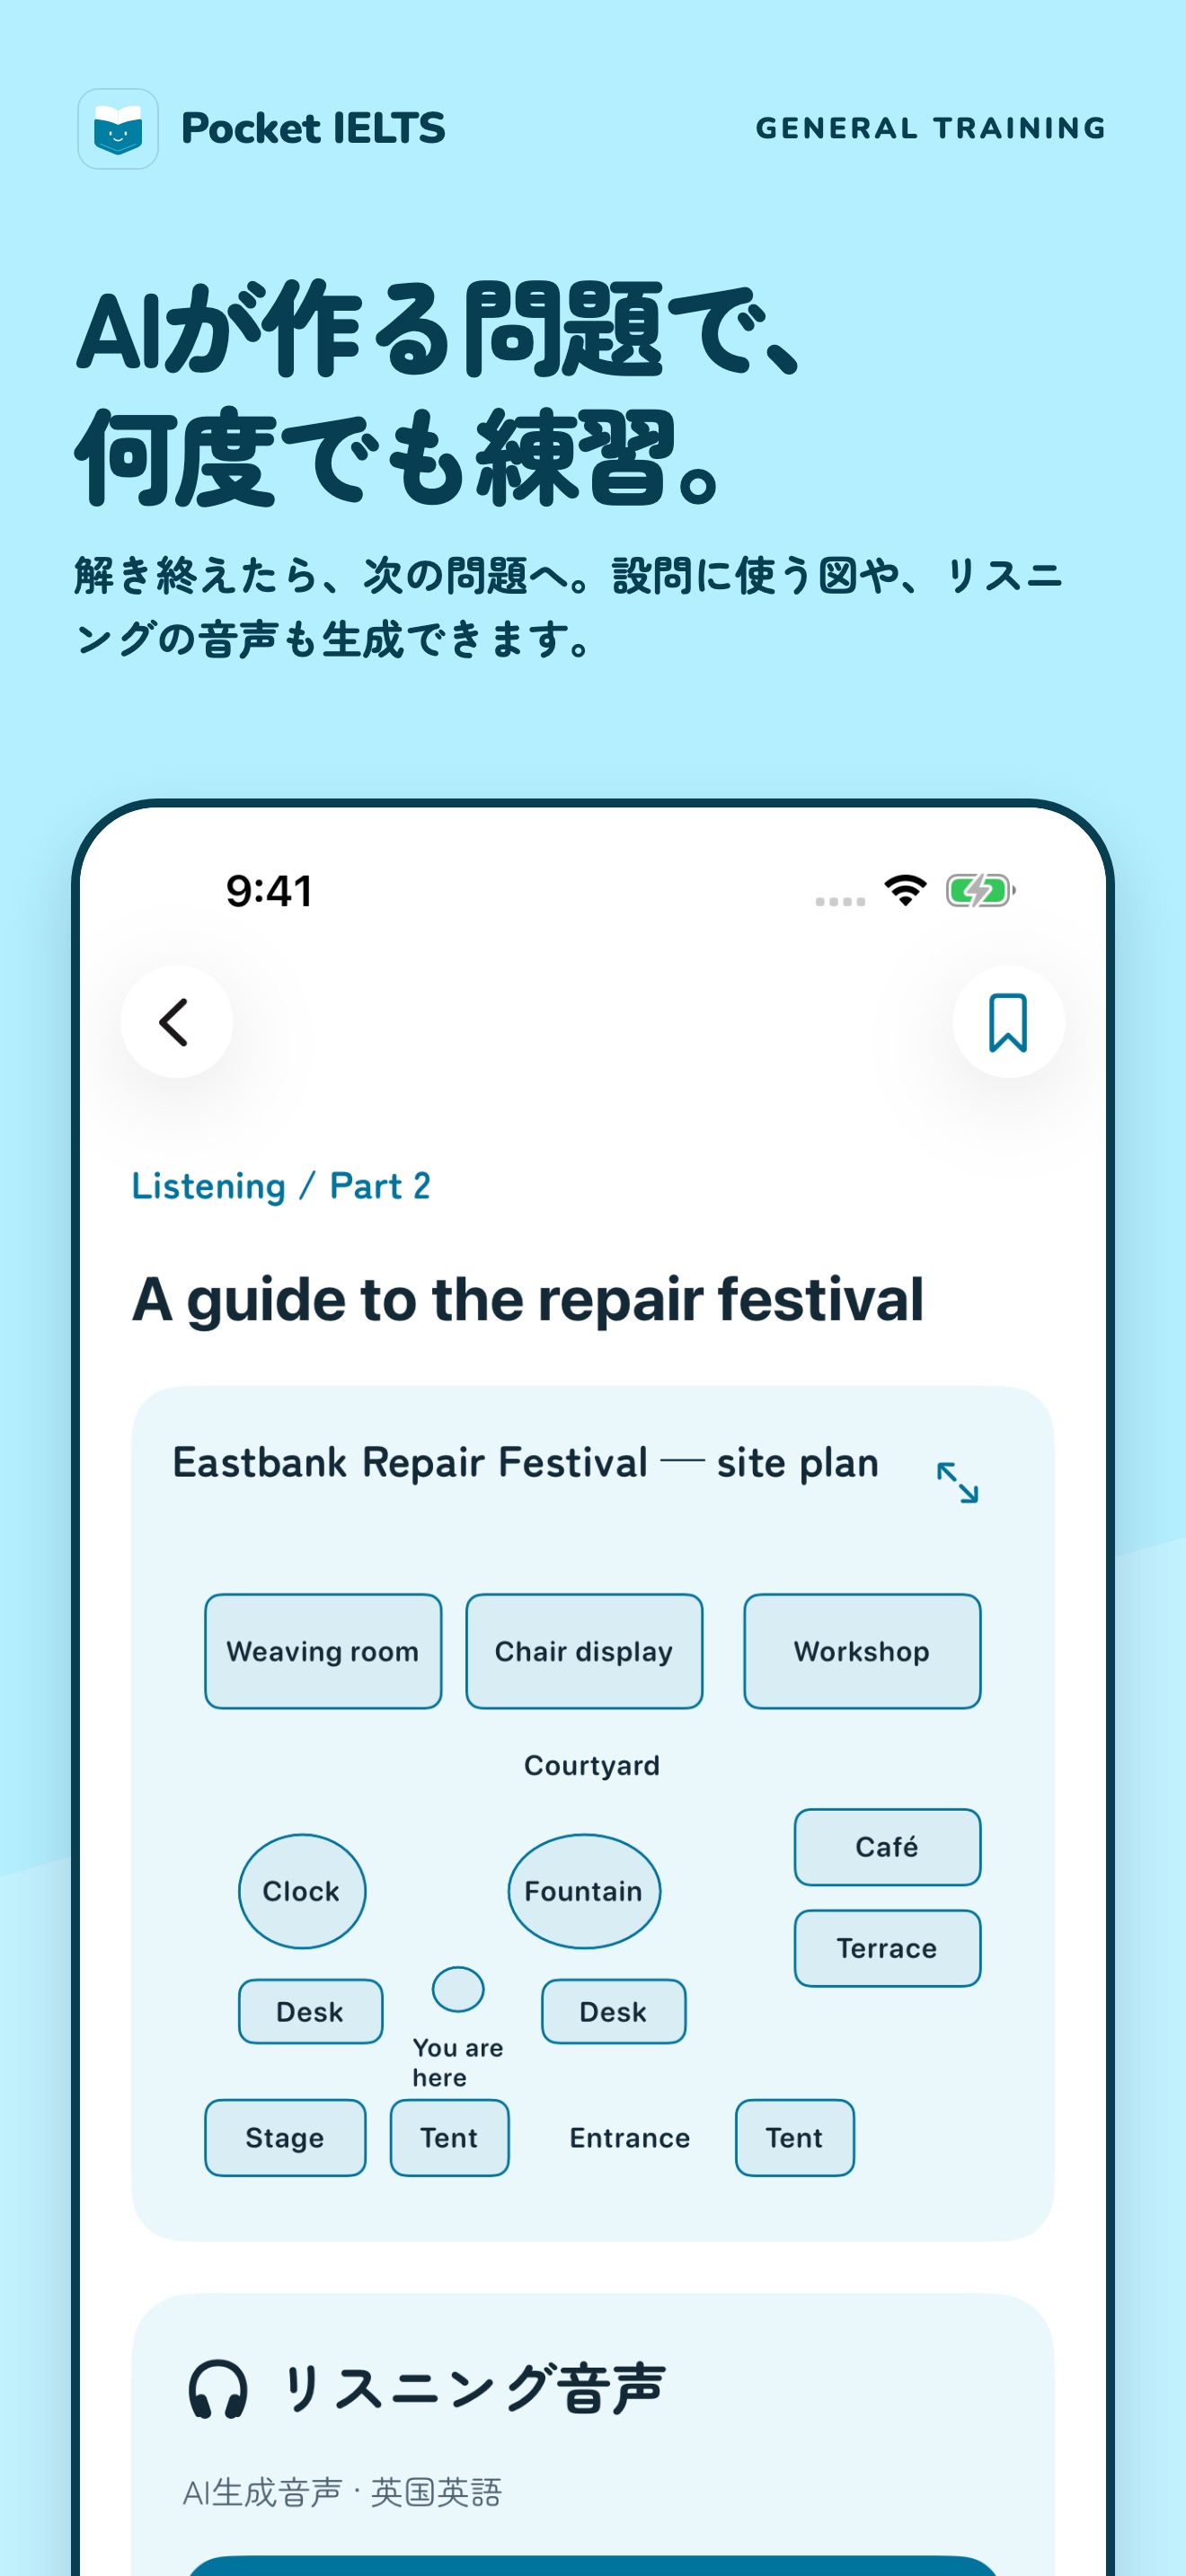 Pocket IELTS
GENERAL TRAINING
AIが作る問題で、
何度でも練習。
解き終えたら、次の問題へ。設問に使う図や、リスニ
ングの音声も生成できます。
9:41
Listening / Part 2
A guide to the repair festival
Eastbank Repair Festival — site plan
Weaving room
Chair display
Workshop
Courtyard
Café
Clock
Fountain
Terrace
Desk
Desk
You are
here
Stage
Tent
Entrance
Tent
リスニング音声
AI生成音声 · 英国英語